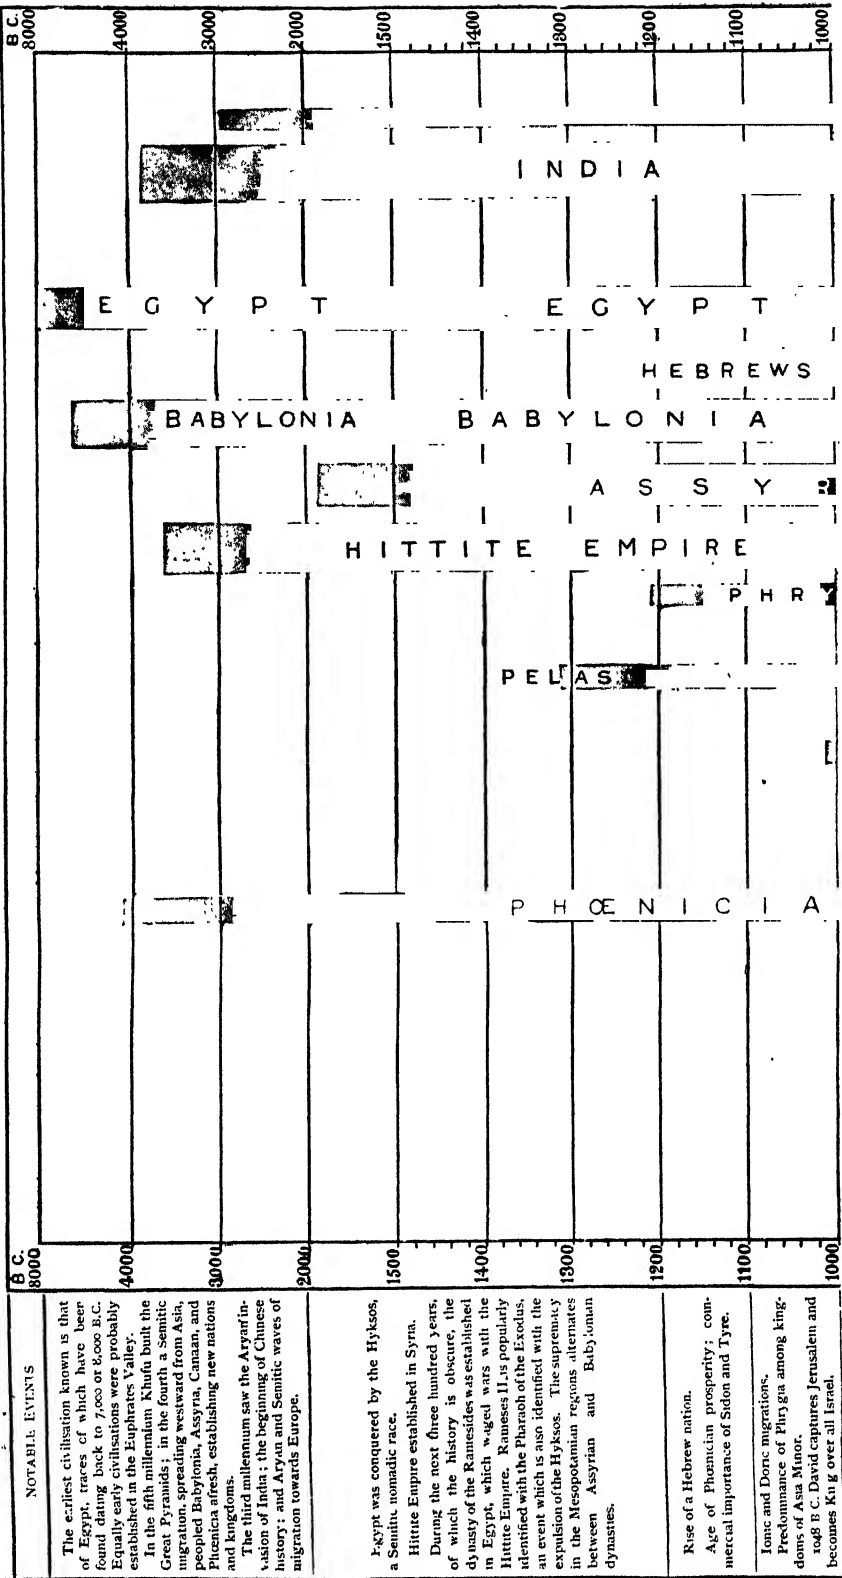 B C.
8000
4000
3000
2000
1500
1400
1300
1200
1100
1000
INDIA
EGYPT EGYPT
HEBREWS
BABYLONIA BABYLONIA
ASSY
HITTITE EMPIRE
PHRY
PELAS
PHŒNICIA
B C.
8000
4000
3000
2000
1500
1400
1300
1200
1100
1000
NOTABLE EVENTS
The earliest civilisation known is that
of Egypt, traces of which have been
found dating back to 7,000 or 8,000 B.C.
Equally early civilisations were probably
established in the Euphrates Valley.
In the fifth millennium Khufu built the
Great Pyramids; in the fourth a Semitic
migration, spreading westward from Asia,
peopled Babylonia, Assyria, Canaan, and
Phœnicia afresh, establishing new nations
and kingdoms.
The third millennium saw the Aryan in-
vasion of India; the beginning of Chinese
history; and Aryan and Semitic waves of
migration towards Europe.
Egypt was conquered by the Hyksos,
a Semitic nomadic race.
Hittite Empire established in Syria.
During the next three hundred years,
of which the history is obscure, the
dynasty of the Ramesides was established
in Egypt, which waged wars with the
Hittite Empire. Rameses II. is popularly
identified with the Pharaoh of the Exodus,
an event which is also identified with the
expulsion of the Hyksos. The supremacy
in the Mesopotamian regions alternates
between Assyrian and Babylonian
dynasties.
Rise of a Hebrew nation.
Age of Phœnician prosperity; com-
mercial importance of Sidon and Tyre.
Ionic and Doric migrations.
Predominance of Phrygia among king-
doms of Asia Minor.
1048 B C. David captures Jerusalem and
becomes King over all Israel.